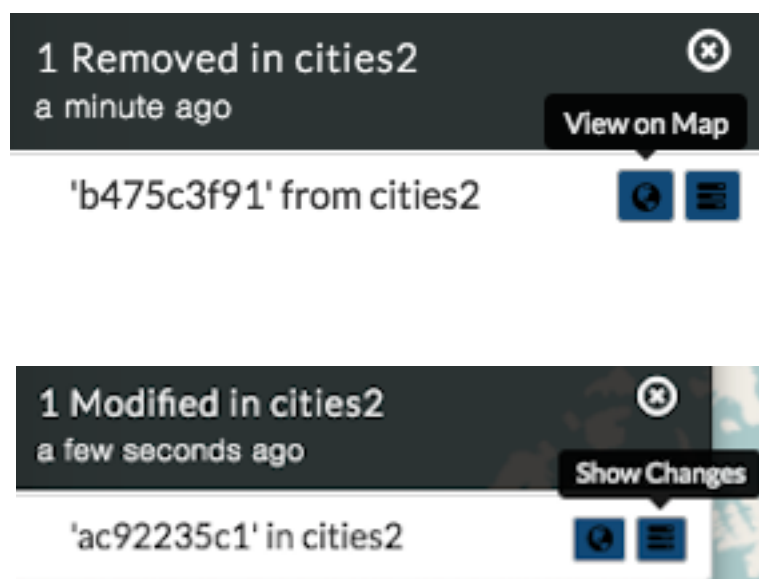 1 Removed in cities2
a minute ago
View on Map
'b475c3f91' from cities2
1 Modified in cities2
a few seconds ago
Show Changes
'ac92235c1' in cities2